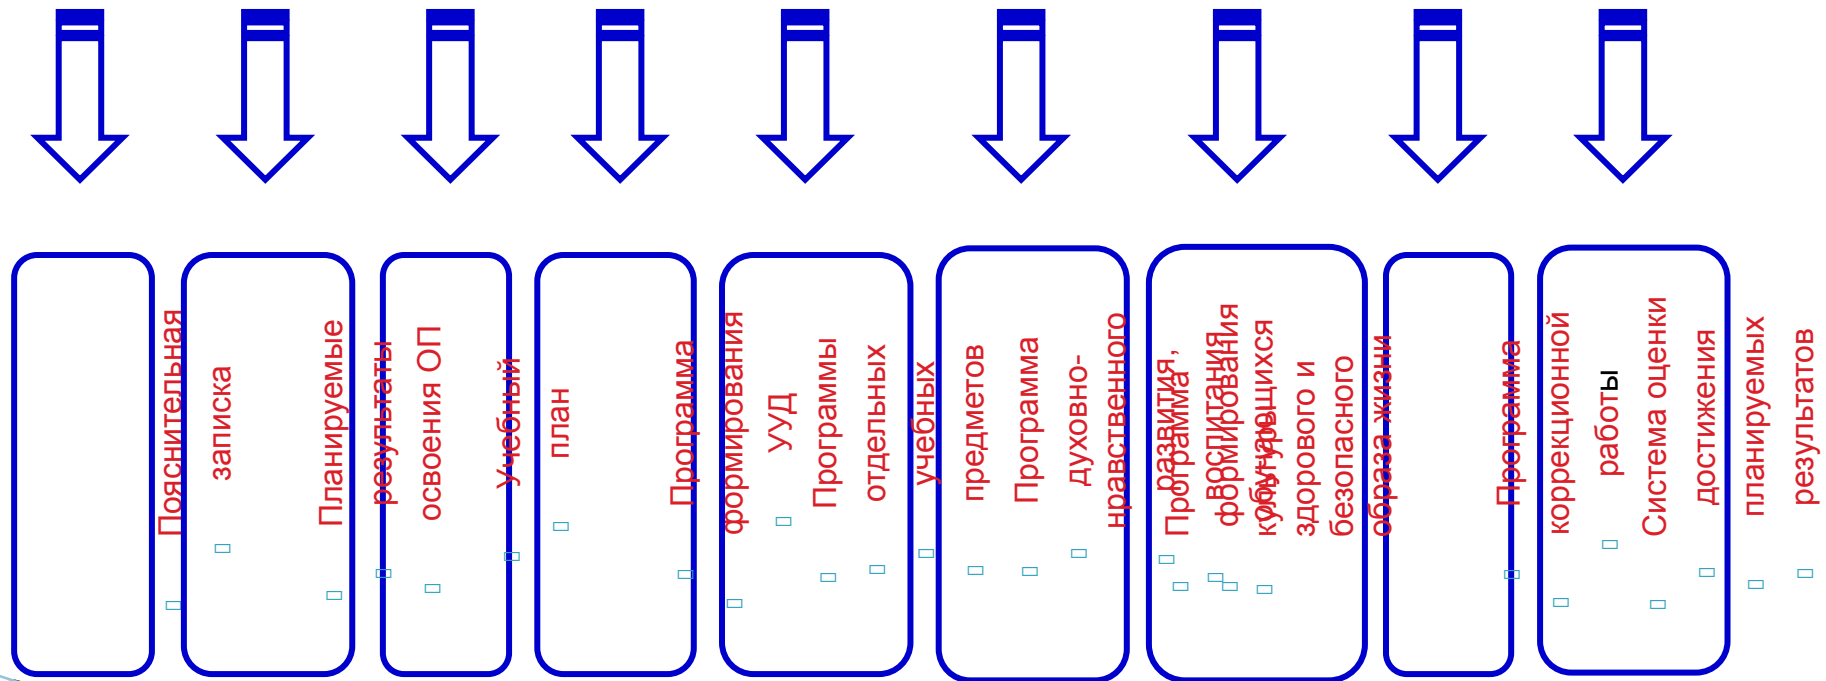 Пояснительная
записка
Планируемые
результаты
освоения ОП
Учебный
план
Программа
формирования
УУД
Программы
отдельных
учебных
предметов
Программа
духовно-
нравственного
развития,
воспитания
обучающихся
Программа
формирования
культуры
здорового и
безопасного
образа жизни
Программа
коррекционной
работы
Система оценки
достижения
планируемых
результатов